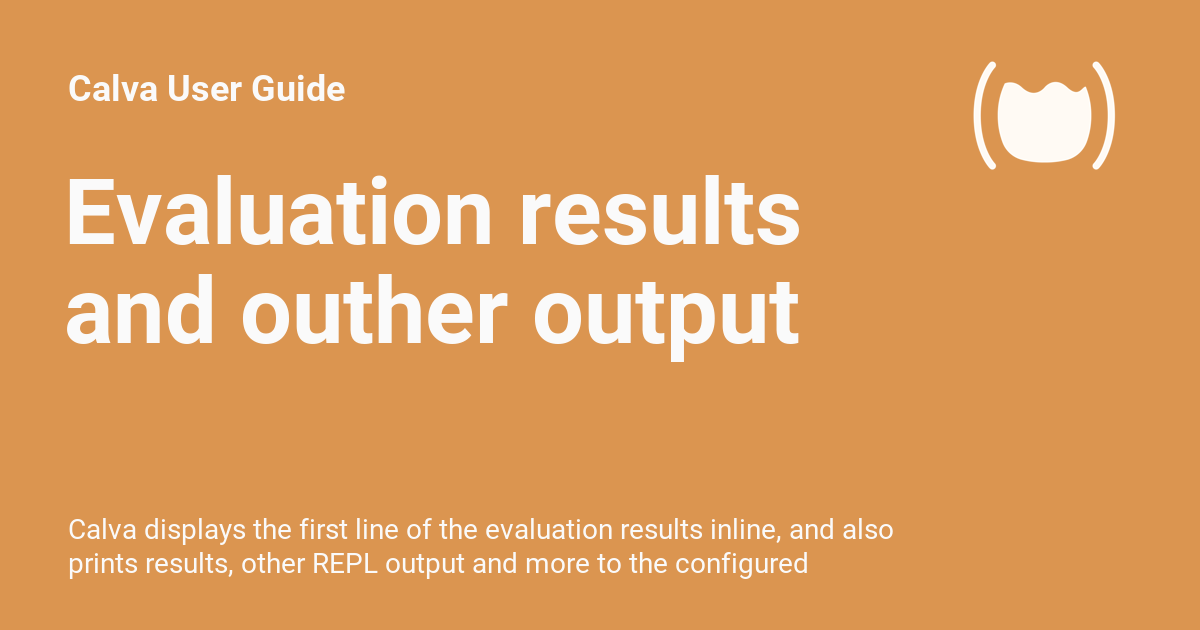 Calva User Guide
Evaluation results
and outher output
Calva displays the first line of the evaluation results inline, and also
prints results, other REPL output and more to the configured